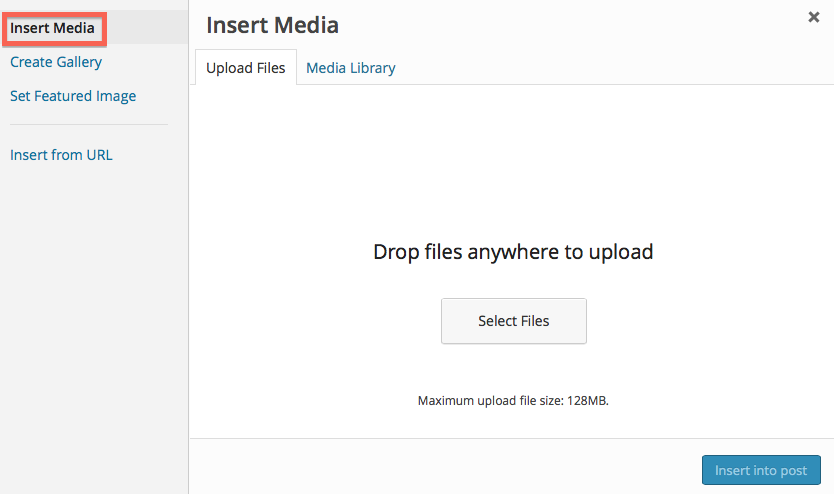 Insert Media
Create Gallery
Set Featured Image
Insert from URL
Insert Media
Upload Files
Media Library
Drop files anywhere to upload
Select Files
Maximum upload file size: 128MB.
Insert into post